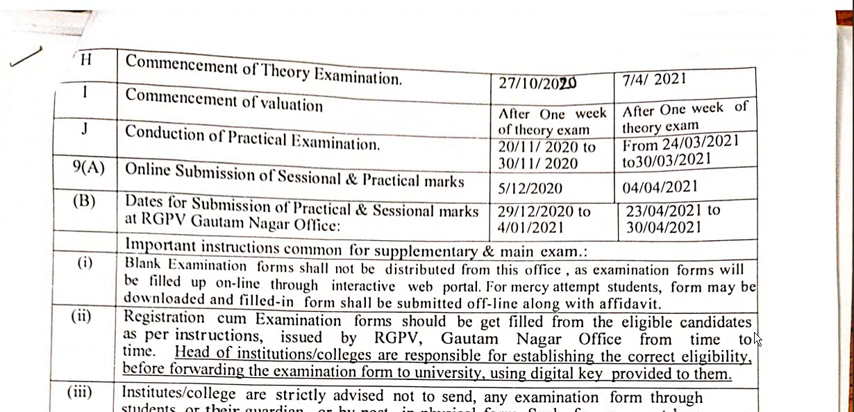 H Commencement of Theory Examination. 27/10/2020 7/4/ 2021
I Commencement of valuation After One week of theory exam After One week of theory exam
J Conduction of Practical Examination. 20/11/ 2020 to 30/11/ 2020 From 24/03/2021 to30/03/2021
9(A) Online Submission of Sessional & Practical marks 5/12/2020 04/04/2021
(B) Dates for Submission of Practical & Sessional marks at RGPV Gautam Nagar Office: 29/12/2020 to 4/01/2021 23/04/2021 to 30/04/2021
Important instructions common for supplementary & main exam.:
(i) Blank Examination forms shall not be distributed from this office , as examination forms will
be filled up on-line through interactive web portal. For mercy attempt students, form may be
downloaded and filled-in form shall be submitted off-line along with affidavit.
(ii) Registration cum Examination forms should be get filled from the eligible candidates
as per instructions, issued by RGPV, Gautam Nagar Office from time to
time. Head of institutions/colleges are responsible for establishing the correct eligibility,
before forwarding the examination form to university, using digital key provided to them.
(iii) Institutes/college are strictly advised not to send, any examination form through
students, or their guardian, or by post, in physical form.